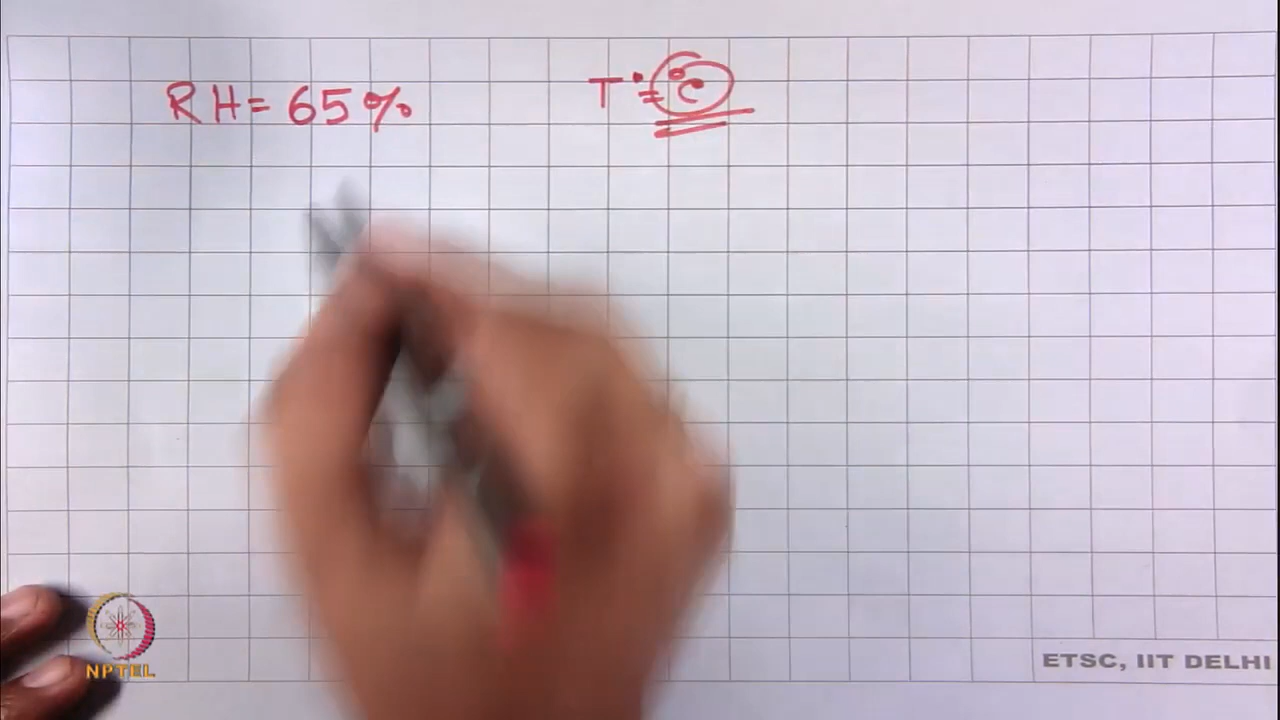 RH = 65%
T = °C
NPTEL
ETSC, IIT DELHI